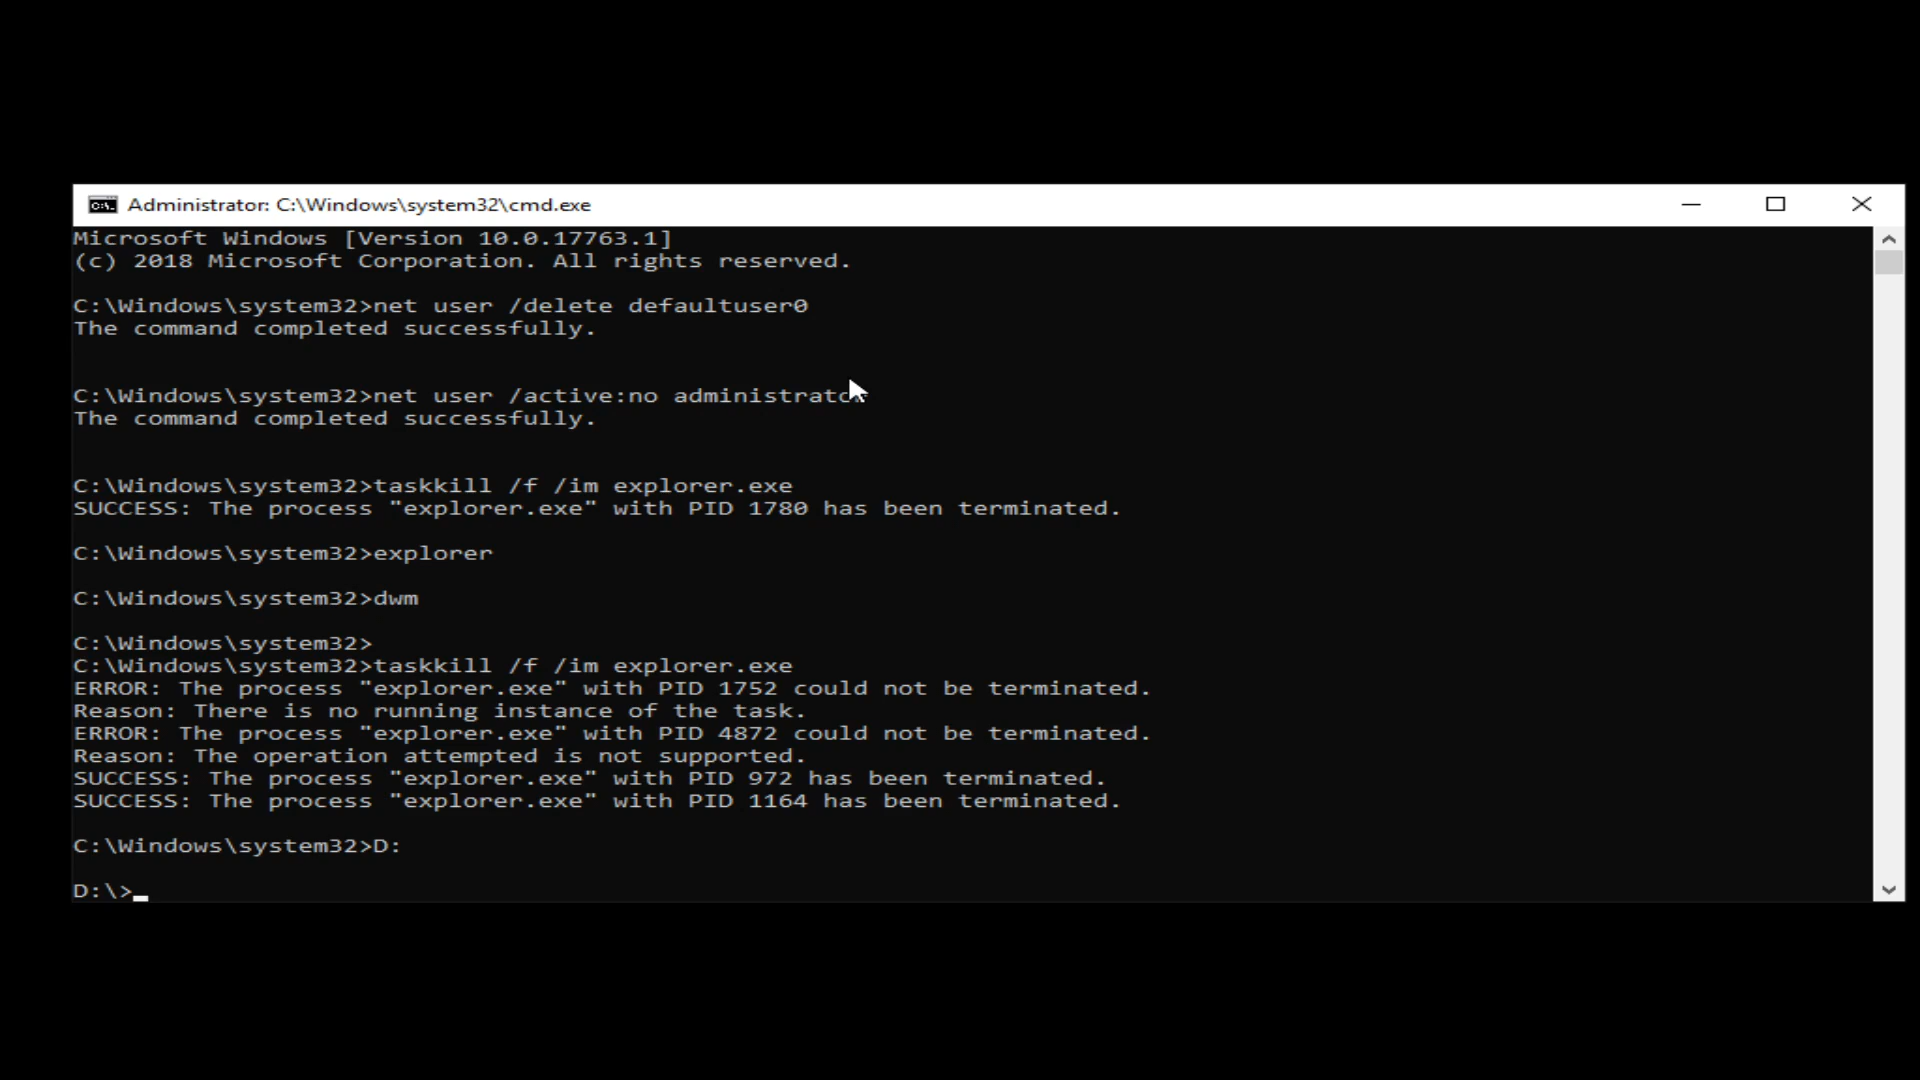 Administrator: C:\Windows\system32\cmd.exe
Microsoft Windows [Version 10.0.17763.1]
(c) 2018 Microsoft Corporation. All rights reserved.
C:\Windows\system32>net user /delete defaultuser0
The command completed successfully.
C:\Windows\system32>net user /active:no administrator
The command completed successfully.
C:\Windows\system32>taskkill /f /im explorer.exe
SUCCESS: The process "explorer.exe" with PID 1780 has been terminated.
C:\Windows\system32>explorer
C:\Windows\system32>dwm
C:\Windows\system32>
C:\Windows\system32>taskkill /f /im explorer.exe
ERROR: The process "explorer.exe" with PID 1752 could not be terminated.
Reason: There is no running instance of the task.
ERROR: The process "explorer.exe" with PID 4872 could not be terminated.
Reason: The operation attempted is not supported.
SUCCESS: The process "explorer.exe" with PID 972 has been terminated.
SUCCESS: The process "explorer.exe" with PID 1164 has been terminated.
C:\Windows\system32>D:
D:\>